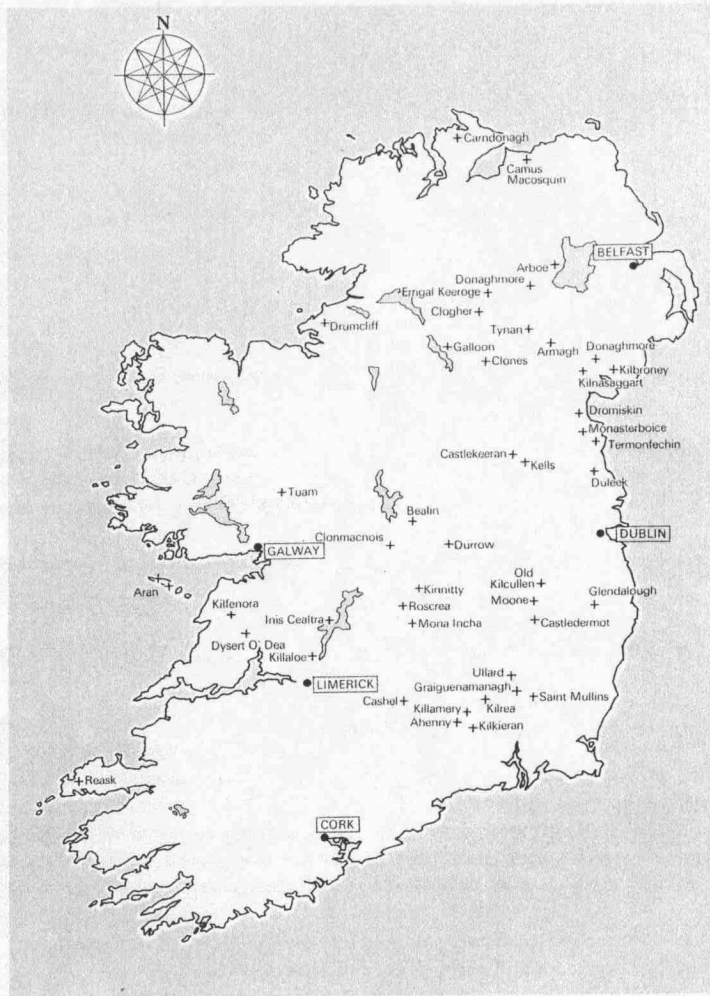 N
Carndonagh
Camus
Macosquin
BELFAST
Arboe
Donaghmore
Errigal Keeroge
Clogher
Drumcliff
Tynan
Galloon
Armagh
Donaghmore
Clones
Kilbroney
Kilnasaggart
Dromiskin
Monasterboice
Termonfechin
Castlekeeran
Kells
Duleek
Tuam
Bealin
DUBLIN
Clonmacnois
Durrow
GALWAY
Aran
Old
Kilcullen
Kinnitty
Moone
Glendalough
Kilfenora
Roscrea
Inis Cealtra
Mona Incha
Castledermot
Dysert O' Dea
Killaloe
Ullard
LIMERICK
Graiguenamanagh
Saint Mullins
Cashel
Killamery
Kilrea
Ahenny
Kilkieran
Reask
CORK